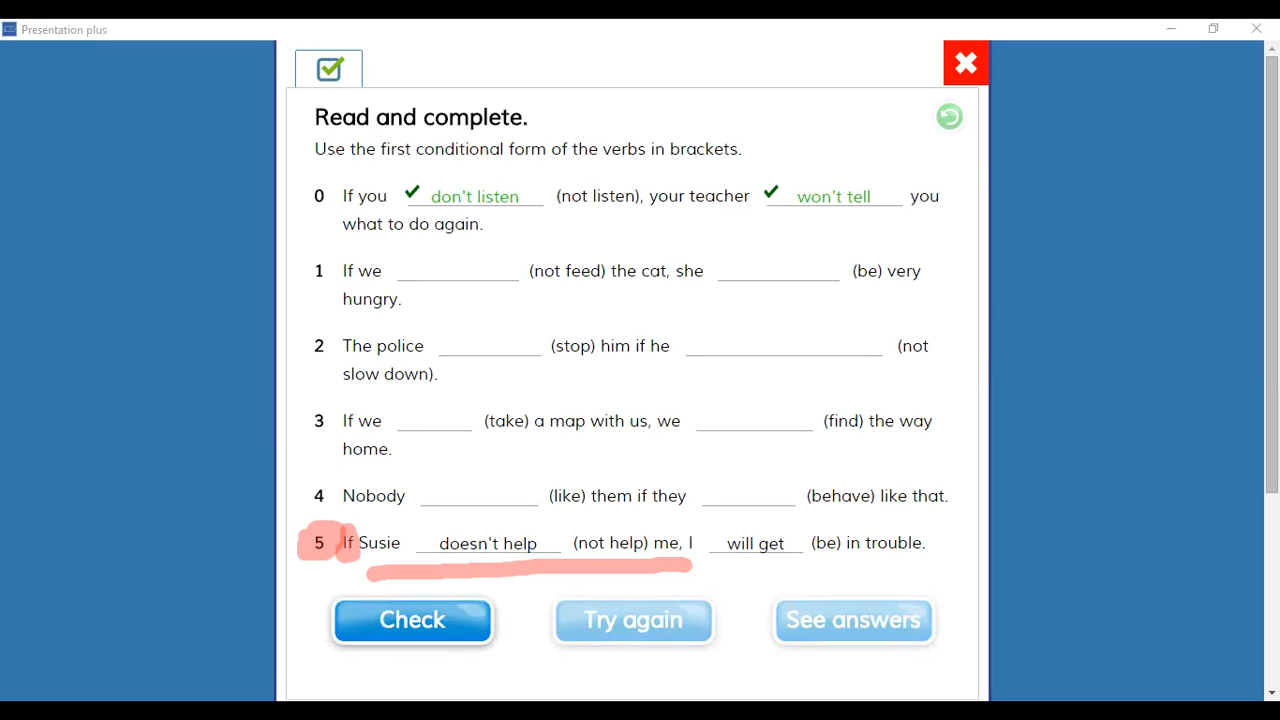 Presentation plus
Read and complete.
Use the first conditional form of the verbs in brackets.
0 If you don't listen (not listen), your teacher won't tell you
what to do again.
1 If we (not feed) the cat, she (be) very
hungry.
2 The police (stop) him if he (not
slow down).
3 If we (take) a map with us, we (find) the way
home.
4 Nobody (like) them if they (behave) like that.
5 If Susie doesn't help (not help) me, I will get (be) in trouble.
Check Try again See answers